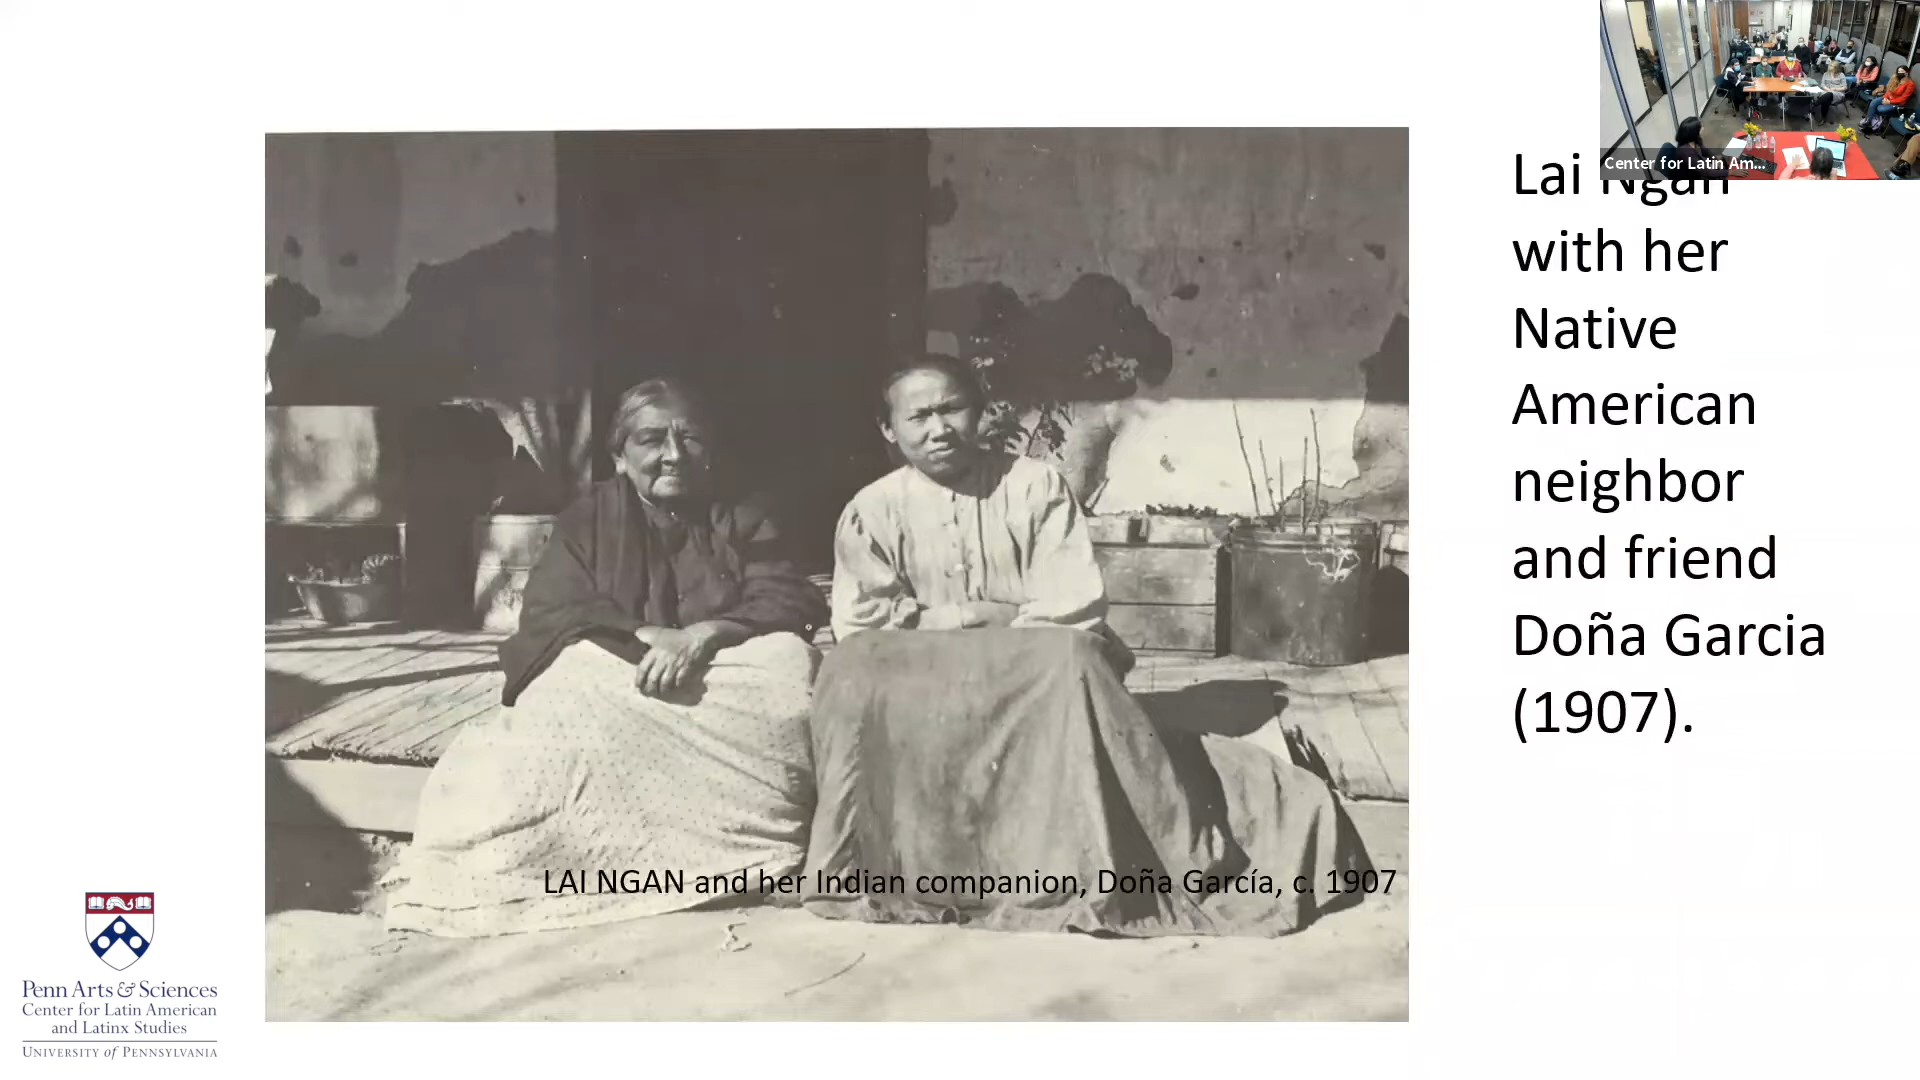 Center for Latin Am...
Lai Ngan
with her
Native
American
neighbor
and friend
Doña Garcia
(1907).
LAI NGAN and her Indian companion, Doña García, c. 1907
Penn Arts & Sciences
Center for Latin American
and Latinx Studies
UNIVERSITY of PENNSYLVANIA